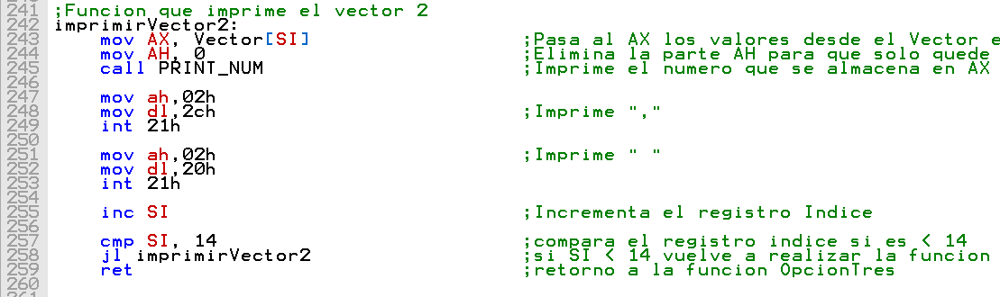 241 ;Funcion que imprime el vector 2
242 imprimirVector2:
243 mov AX, Vector[SI] ;Pasa al AX los valores desde el Vector e
244 mov AH, 0 ;Elimina la parte AH para que solo quede
245 call PRINT_NUM ;Imprime el numero que se almacena en AX
246
247 mov ah,02h
248 mov dl,2ch ;Imprime ","
249 int 21h
250
251 mov ah,02h ;Imprime " "
252 mov dl,20h
253 int 21h
254
255 inc SI ;Incrementa el registro Indice
256
257 cmp SI, 14 ;compara el registro indice si es < 14
258 jl imprimirVector2 ;si SI < 14 vuelve a realizar la funcion
259 ret ;retorno a la funcion OpcionTres
260